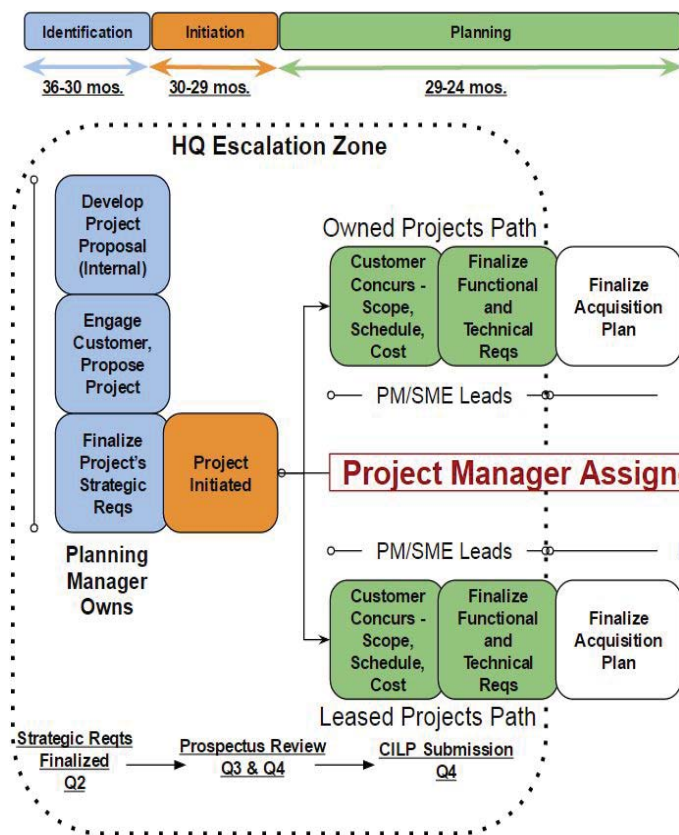 Identification
Initiation
Planning
36-30 mos.
30-29 mos.
29-24 mos.
HQ Escalation Zone
Develop
Project
Proposal
(Internal)
Engage
Customer,
Propose
Project
Finalize
Project's
Strategic
Reqs
Project
Initiated
Planning
Manager
Owns
Owned Projects Path
Customer
Concurs -
Scope,
Schedule,
Cost
Finalize
Functional
and
Technical
Reqs
Finalize
Acquisition
Plan
PM/SME Leads
Project Manager Assigne
PM/SME Leads
Customer
Concurs -
Scope,
Schedule,
Cost
Finalize
Functional
and
Technical
Reqs
Finalize
Acquisition
Plan
Leased Projects Path
Strategic Reqts
Finalized
Q2
Prospectus Review
Q3 & Q4
CILP Submission
Q4